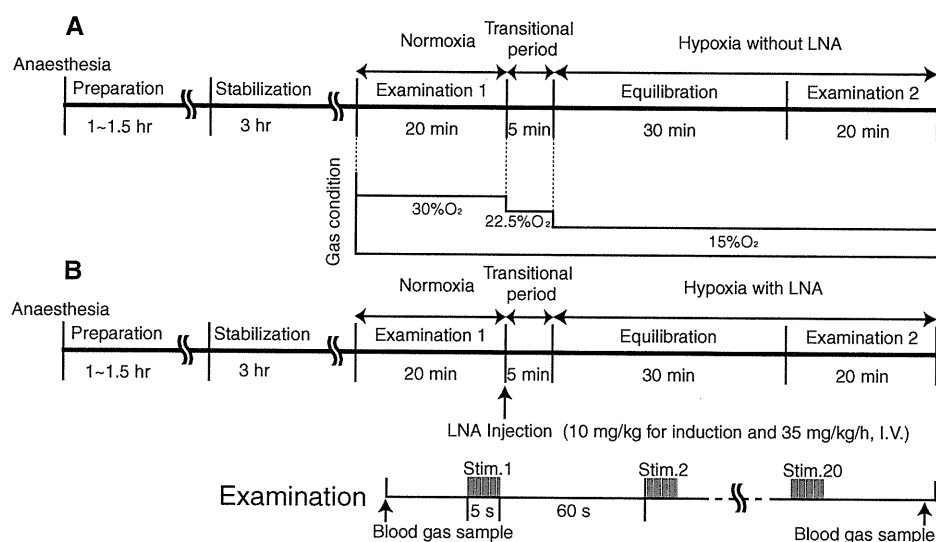 A
Normoxia
Transitional
period
Hypoxia without LNA
Anaesthesia
Preparation
Stabilization
Examination 1
Equilibration
Examination 2
1~1.5 hr
3 hr
20 min
5 min
30 min
20 min
Gas condition
30%O₂
22.5%O₂
15%O₂
B
Normoxia
Transitional
period
Hypoxia with LNA
Anaesthesia
Preparation
Stabilization
Examination 1
Equilibration
Examination 2
1~1.5 hr
3 hr
20 min
5 min
30 min
20 min
LNA Injection (10 mg/kg for induction and 35 mg/kg/h, I.V.)
Stim.1
Stim.2
Stim.20
Examination
5 s
60 s
Blood gas sample
Blood gas sample